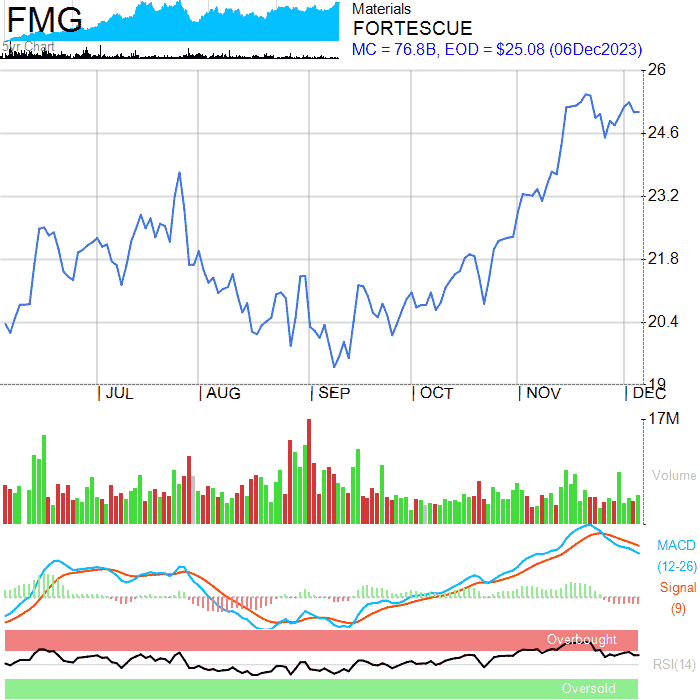 FMG
5yr Chart
Materials
FORTESCUE
MC = 76.8B, EOD = $25.08 (06Dec2023)
26
24.6
23.2
21.8
20.4
19
JUL
AUG
SEP
OCT
NOV
DEC
17M
Volume
MACD
(12-26)
Signal
(9)
Overbought
RSI(14)
Oversold